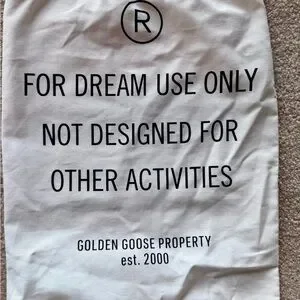 R
FOR DREAM USE ONLY
NOT DESIGNED FOR
OTHER ACTIVITIES
GOLDEN GOOSE PROPERTY
est. 2000